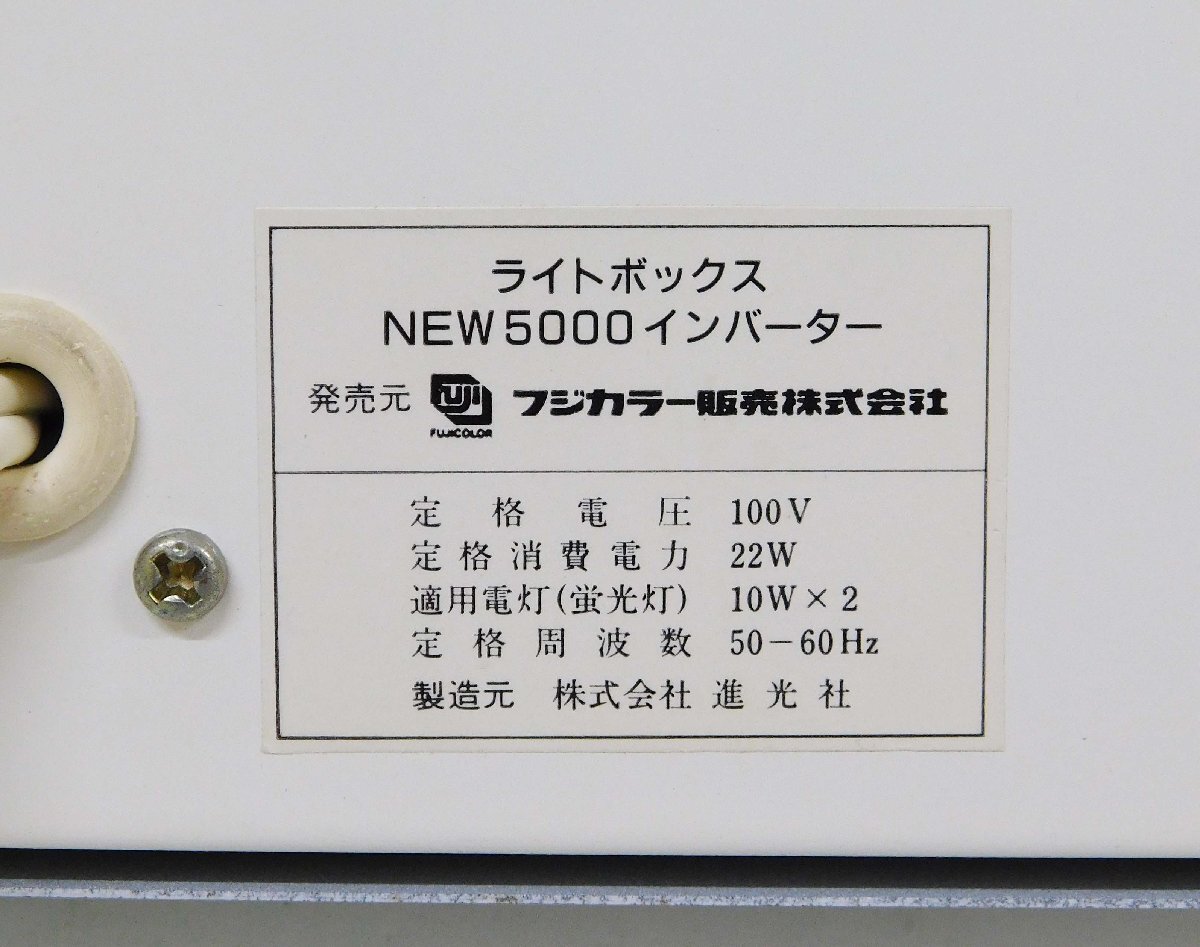 ライトボックス
NEW5000インバーター
発売元 FUJI FUJICOLOR フジカラー販売株式会社
定格電圧 100V
定格消費電力 22W
適用電灯(蛍光灯) 10W×2
定格周波数 50-60Hz
製造元 株式会社 進光社